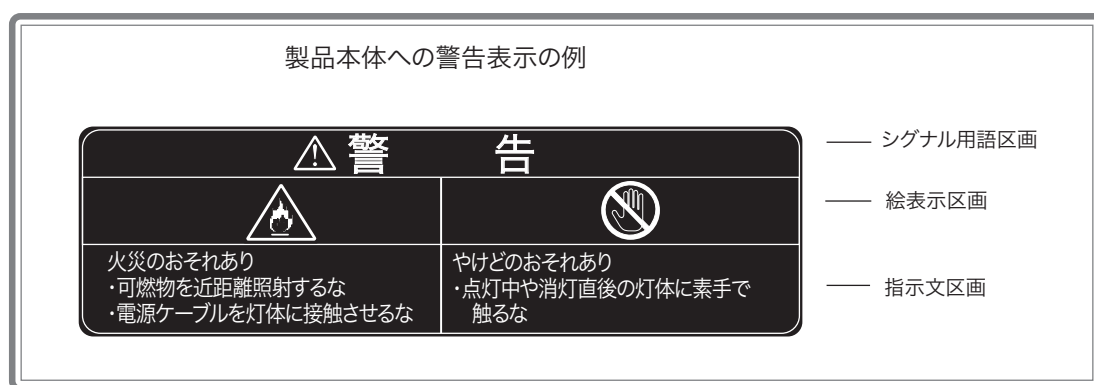 製品本体への警告表示の例
警 告
シグナル用語区画
絵表示区画
火災のおそれあり
・可燃物を近距離照射するな
・電源ケーブルを灯体に接触させるな
やけどのおそれあり
・点灯中や消灯直後の灯体に素手で
触るな
指示文区画